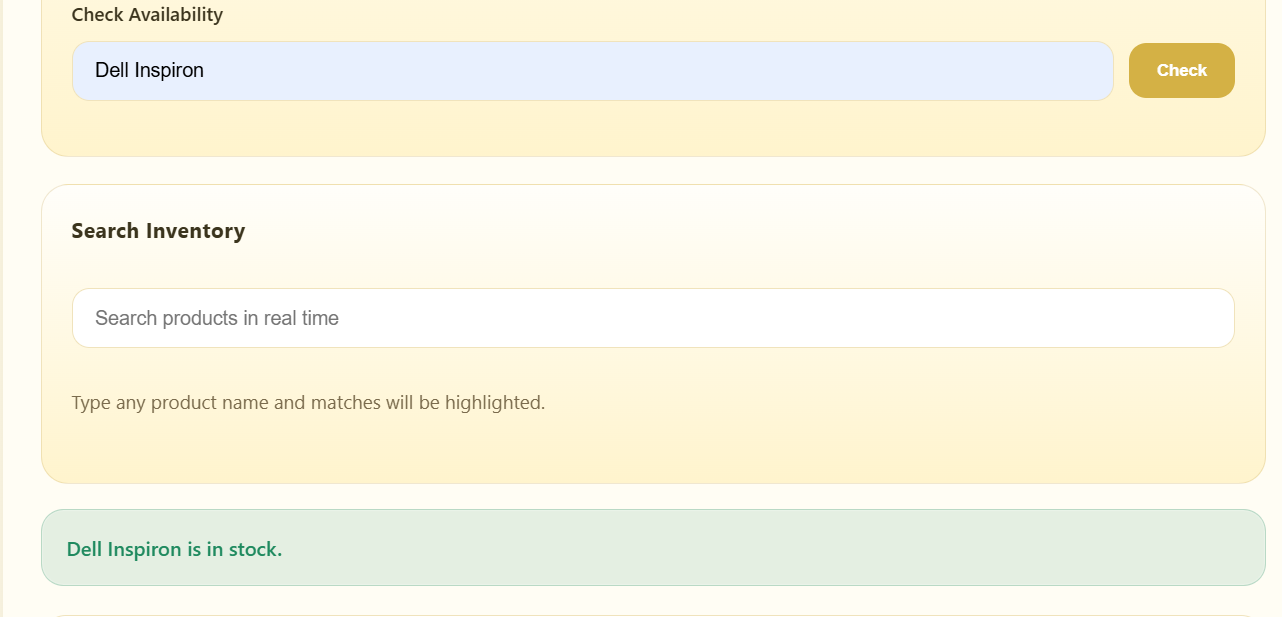 Check Availability
Dell Inspiron
Check
Search Inventory
Search products in real time
Type any product name and matches will be highlighted.
Dell Inspiron is in stock.